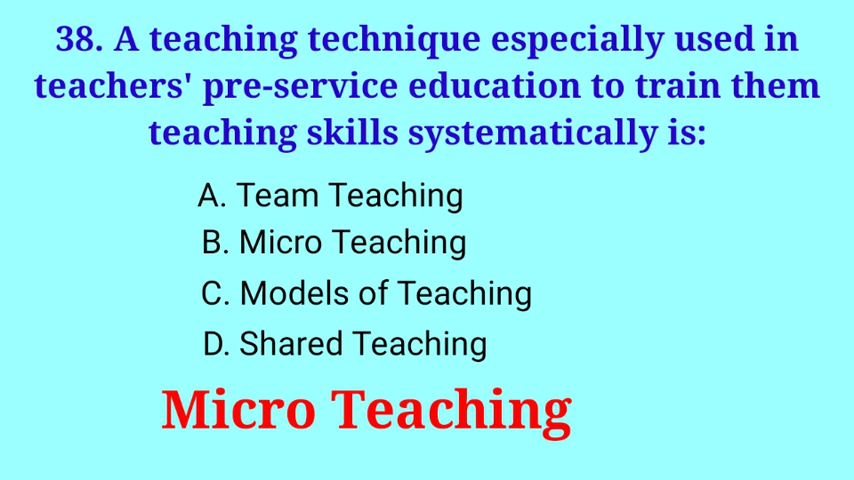 38. A teaching technique especially used in
teachers' pre-service education to train them
teaching skills systematically is:
A. Team Teaching
B. Micro Teaching
C. Models of Teaching
D. Shared Teaching
Micro Teaching